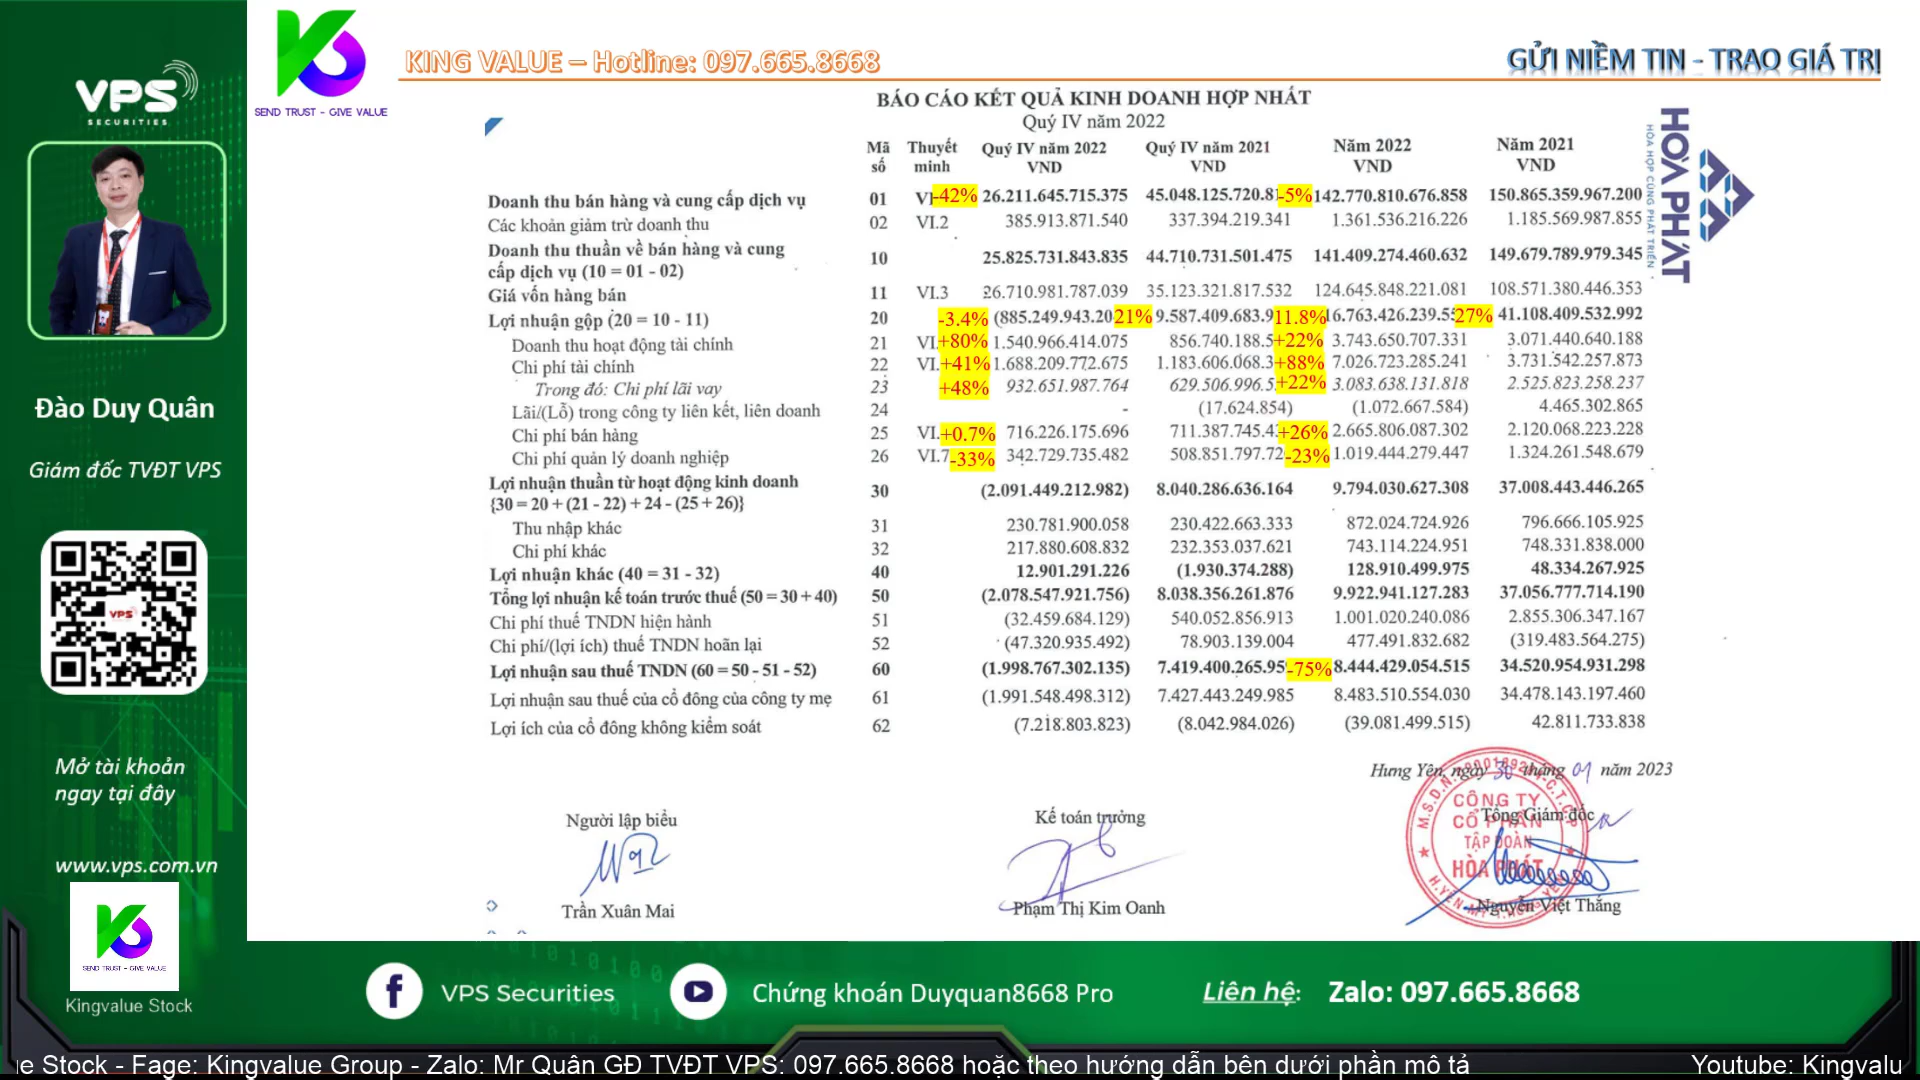 VPS
SECURITIES
Đào Duy Quân
Giám đốc TVĐT VPS
VPS
Mở tài khoản
ngay tại đây
www.vps.com.vn
SEND TRUST - GIVE VALUE
Kingvalue Stock
SEND TRUST - GIVE VALUE
KING VALUE – Hotline: 097.665.8668
GỬI NIỀM TIN - TRAO GIÁ TRỊ
HÒA PHÁT
HÒA HỢP CÙNG PHÁT TRIỂN
BÁO CÁO KẾT QUẢ KINH DOANH HỢP NHẤT
Quý IV năm 2022
Mã số Thuyết minh Quý IV năm 2022 VND Quý IV năm 2021 VND Năm 2022 VND Năm 2021 VND
Doanh thu bán hàng và cung cấp dịch vụ 01 VI -42% 26.211.645.715.375 45.048.125.720.81 -5% 142.770.810.676.858 150.865.359.967.200
Các khoản giảm trừ doanh thu 02 VI.2 385.913.871.540 337.394.219.341 1.361.536.216.226 1.185.569.987.855
Doanh thu thuần về bán hàng và cung
cấp dịch vụ (10 = 01 - 02) 10 25.825.731.843.835 44.710.731.501.475 141.409.274.460.632 149.679.789.979.345
Giá vốn hàng bán 11 VI.3 26.710.981.787.039 35.123.321.817.532 124.645.848.221.081 108.571.380.446.353
Lợi nhuận gộp (20 = 10 - 11) 20 -3.4% (885.249.943.20 21% 9.587.409.683.9 11.8% 16.763.426.239.55 27% 41.108.409.532.992
Doanh thu hoạt động tài chính 21 VI. +80% 1.540.966.414.075 856.740.188.5 +22% 3.743.650.707.331 3.071.440.640.188
Chi phí tài chính 22 VI. +41% 1.688.209.772.675 1.183.606.068.3 +88% 7.026.723.285.241 3.731.542.257.873
Trong đó: Chi phí lãi vay 23 +48% 932.651.987.764 629.506.996.5 +22% 3.083.638.131.818 2.525.823.258.237
Lãi/(Lỗ) trong công ty liên kết, liên doanh 24 - (17.624.854) (1.072.667.584) 4.465.302.865
Chi phí bán hàng 25 VI. +0.7% 716.226.175.696 711.387.745.4 +26% 2.665.806.087.302 2.120.068.223.228
Chi phí quản lý doanh nghiệp 26 VI.7 -33% 342.729.735.482 508.851.797.72 -23% 1.019.444.279.447 1.324.261.548.679
Lợi nhuận thuần từ hoạt động kinh doanh
{30 = 20 + (21 - 22) + 24 - (25 + 26)} 30 (2.091.449.212.982) 8.040.286.636.164 9.794.030.627.308 37.008.443.446.265
Thu nhập khác 31 230.781.900.058 230.422.663.333 872.024.724.926 796.666.105.925
Chi phí khác 32 217.880.608.832 232.353.037.621 743.114.224.951 748.331.838.000
Lợi nhuận khác (40 = 31 - 32) 40 12.901.291.226 (1.930.374.288) 128.910.499.975 48.334.267.925
Tổng lợi nhuận kế toán trước thuế (50 = 30 + 40) 50 (2.078.547.921.756) 8.038.356.261.876 9.922.941.127.283 37.056.777.714.190
Chi phí thuế TNDN hiện hành 51 (32.459.684.129) 540.052.856.913 1.001.020.240.086 2.855.306.347.167
Chi phí/(lợi ích) thuế TNDN hoãn lại 52 (47.320.935.492) 78.903.139.004 477.491.832.682 (319.483.564.275)
Lợi nhuận sau thuế TNDN (60 = 50 - 51 - 52) 60 (1.998.767.302.135) 7.419.400.265.95 -75% 8.444.429.054.515 34.520.954.931.298
Lợi nhuận sau thuế của cổ đông của công ty mẹ 61 (1.991.548.498.312) 7.427.443.249.985 8.483.510.554.030 34.478.143.197.460
Lợi ích của cổ đông không kiểm soát 62 (7.218.803.823) (8.042.984.026) (39.081.499.515) 42.811.733.838
Hưng Yên, ngày 30 tháng 01 năm 2023
Người lập biểu Kế toán trưởng Tổng Giám đốc
CÔNG TY
CỔ PHẦN
TẬP ĐOÀN
HÒA PHÁT
Trần Xuân Mai Phạm Thị Kim Oanh Nguyễn Việt Thắng
VPS Securities Chứng khoán Duyquan8668 Pro Liên hệ: Zalo: 097.665.8668
e Stock - Fage: Kingvalue Group - Zalo: Mr Quân GĐ TVĐT VPS: 097.665.8668 hoặc theo hướng dẫn bên dưới phần mô tả Youtube: Kingvalu